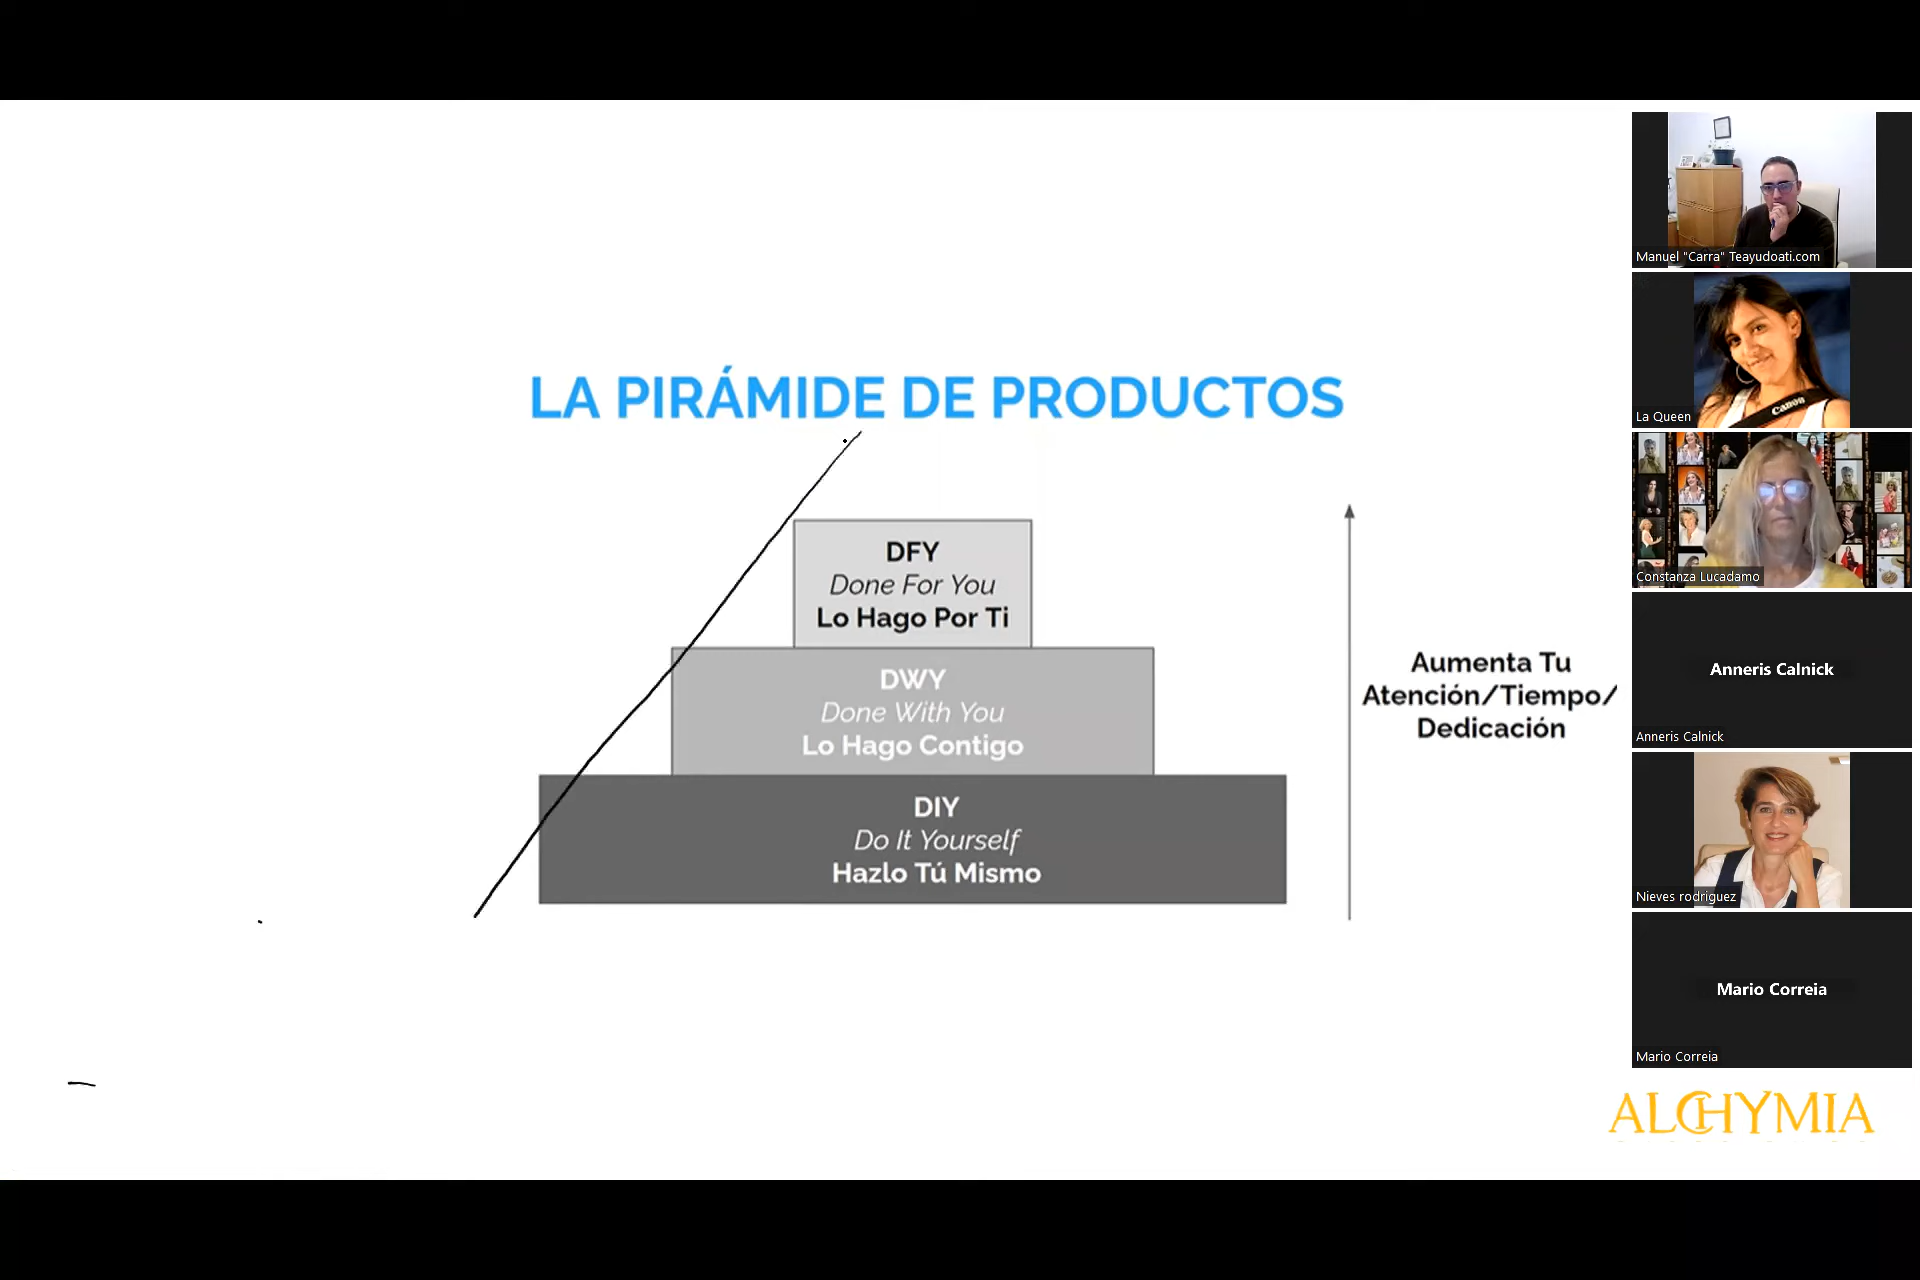 LA PIRÁMIDE DE PRODUCTOS
DFY
Done For You
Lo Hago Por Ti
DWY
Done With You
Lo Hago Contigo
DIY
Do It Yourself
Hazlo Tú Mismo
Aumenta Tu
Atención/Tiempo/
Dedicación
Manuel "Carra" Teayudoati.com
Canon
La Queen
Constanza Lucadamo
Anneris Calnick
Anneris Calnick
Nieves rodriguez
Mario Correia
Mario Correia
ALCHYMIA